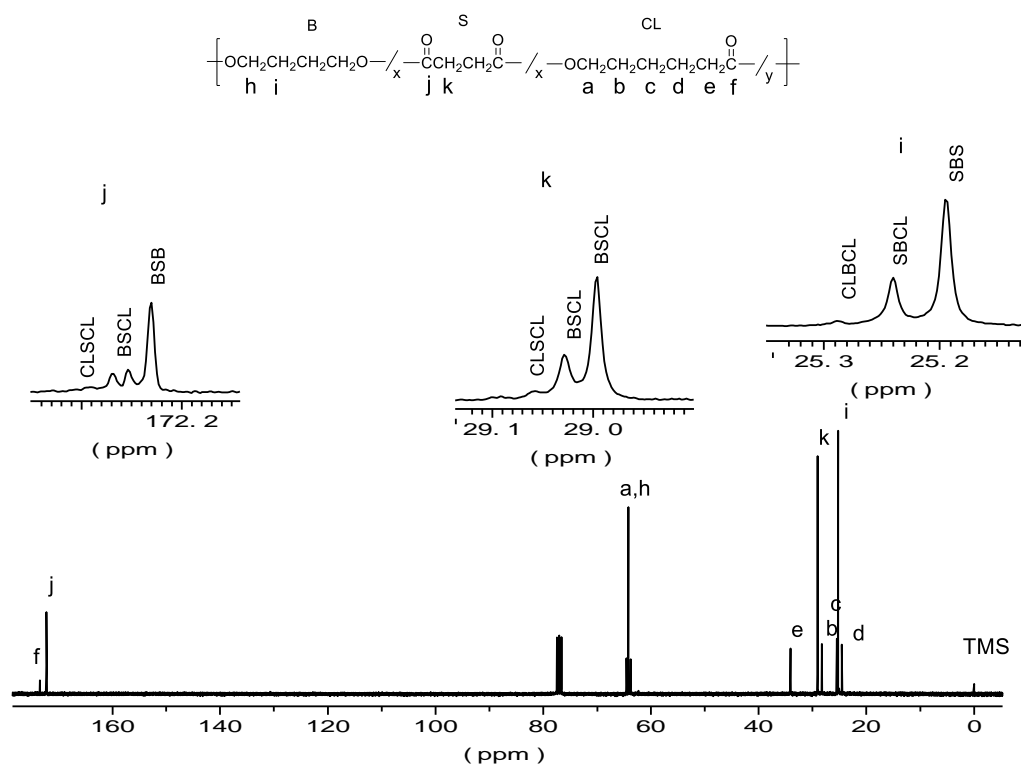 B S CL
O O O
OCH2CH2CH2CH2O x CCH2CH2C x OCH2CH2CH2CH2CH2C y
h i j k a b c d e f
j
CLSCL BSCL BSB
172.2
(ppm)
k
CLSCL BSCL BSCL
29.1 29.0
(ppm)
i
CLBCL SBCL SBS
25.3 25.2
(ppm)
f j a,h e k b c i d TMS
160 140 120 100 80 60 40 20 0
(ppm)